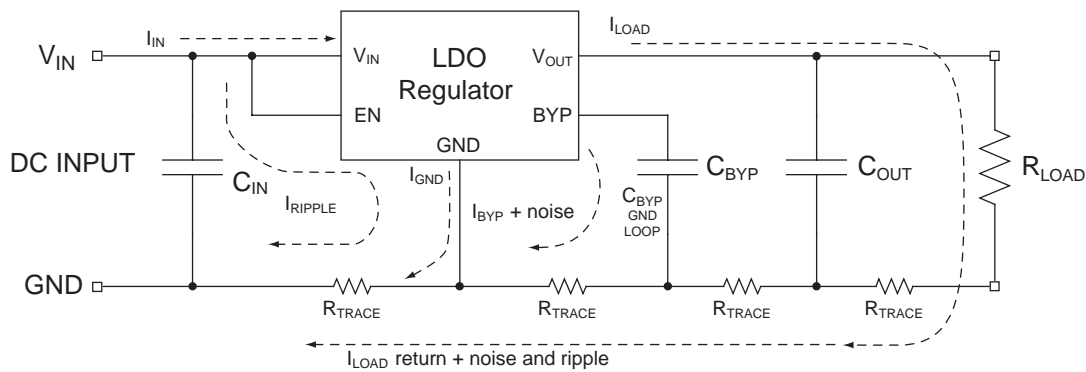 I_IN
I_LOAD
V_IN
V_IN
LDO
Regulator
V_OUT
EN
BYP
GND
DC INPUT
C_IN
I_GND
I_RIPPLE
I_BYP + noise
C_BYP
GND
LOOP
C_BYP
C_OUT
R_LOAD
GND
R_TRACE
R_TRACE
R_TRACE
R_TRACE
I_LOAD return + noise and ripple